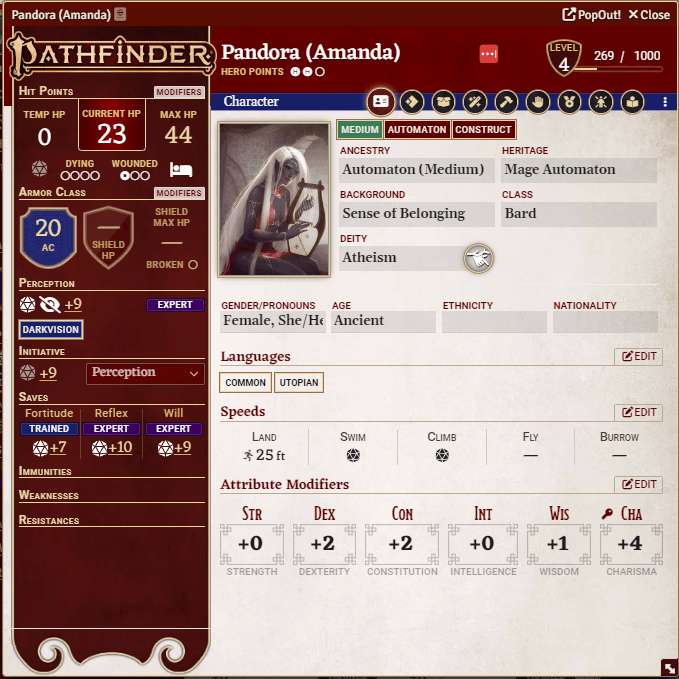 Pandora (Amanda)
PopOut! Close
PATHFINDER
Pandora (Amanda)
HERO POINTS
LEVEL
4
269 / 1000
Character
HIT POINTS
MODIFIERS
TEMP HP
0
CURRENT HP
23
MAX HP
44
DYING
WOUNDED
ARMOR CLASS
MODIFIERS
20
AC
—
SHIELD
HP
SHIELD
MAX HP
—
BROKEN
PERCEPTION
+9
EXPERT
DARKVISION
INITIATIVE
+9
Perception
SAVES
Fortitude
Reflex
Will
TRAINED
EXPERT
EXPERT
+7
+10
+9
IMMUNITIES
WEAKNESSES
RESISTANCES
MEDIUM
AUTOMATON
CONSTRUCT
ANCESTRY
Automaton (Medium)
HERITAGE
Mage Automaton
BACKGROUND
Sense of Belonging
CLASS
Bard
DEITY
Atheism
GENDER/PRONOUNS
Female, She/He
AGE
Ancient
ETHNICITY
NATIONALITY
Languages
EDIT
COMMON
UTOPIAN
Speeds
EDIT
LAND
25 ft
SWIM
CLIMB
FLY
—
BURROW
—
Attribute Modifiers
EDIT
STR
DEX
CON
INT
WIS
CHA
+0
+2
+2
+0
+1
+4
STRENGTH
DEXTERITY
CONSTITUTION
INTELLIGENCE
WISDOM
CHARISMA